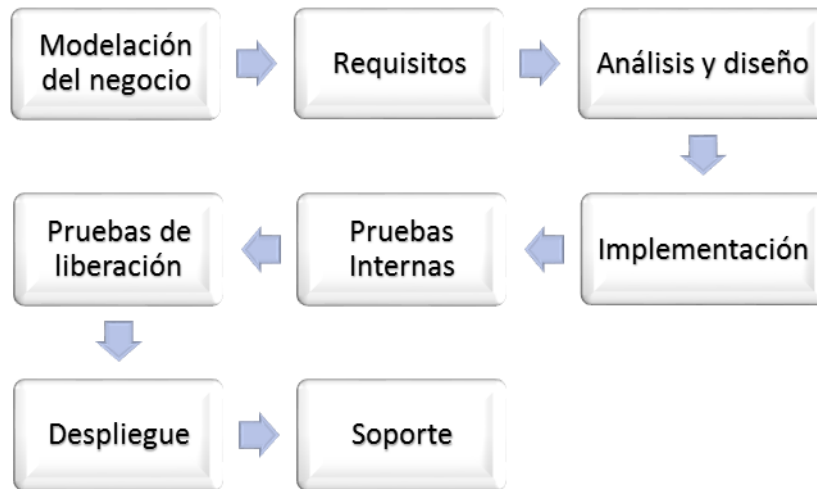 Modelación
del negocio
Requisitos
Análisis y diseño
Implementación
Pruebas
Internas
Pruebas de
liberación
Despliegue
Soporte